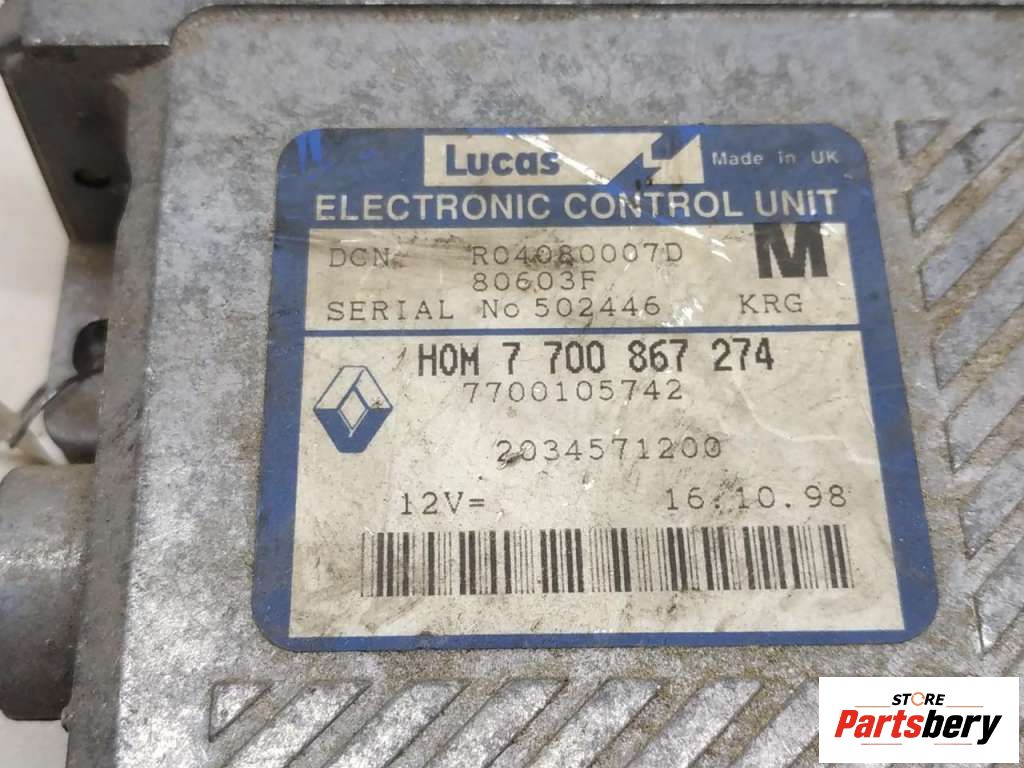 Lucas
Made in UK
ELECTRONIC CONTROL UNIT
DCN R04080007D
M
80603F
SERIAL No 502446 KRG
HOM 7 700 867 274
7700105742
2034571200
12V= 16.10.98
STORE
Partsbery